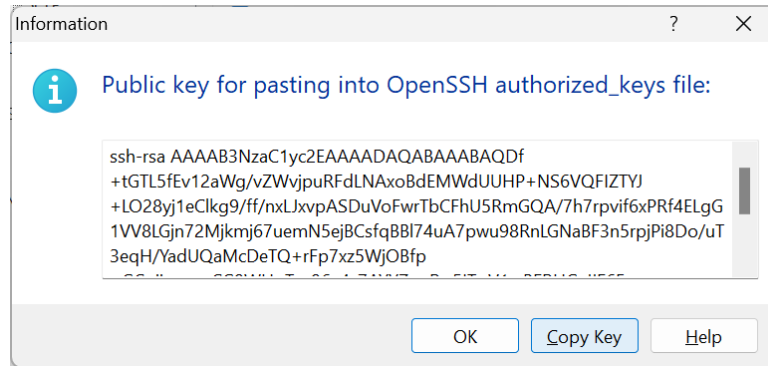 Information
?
Public key for pasting into OpenSSH authorized_keys file:
ssh-rsa AAAAB3NzaC1yc2EAAAADAQABAAABAQDf
+tGTL5fEv12aWg/vZWvjpuRFdLNAxoBdEMWdUUHP+NS6VQFIZTYJ
+LO28yj1eClkg9/ff/nxLJxvpASDuVoFwrTbCFhU5RmGQA/7h7rpvif6xPRf4ELgG
1VV8LGjn72Mjkmj67uemN5ejBCsfqBBl74uA7pwu98RnLGNaBF3n5rpjPi8Do/uT
3eqH/YadUQaMcDeTQ+rFp7xz5WjOBfp
OK
Copy Key
Help